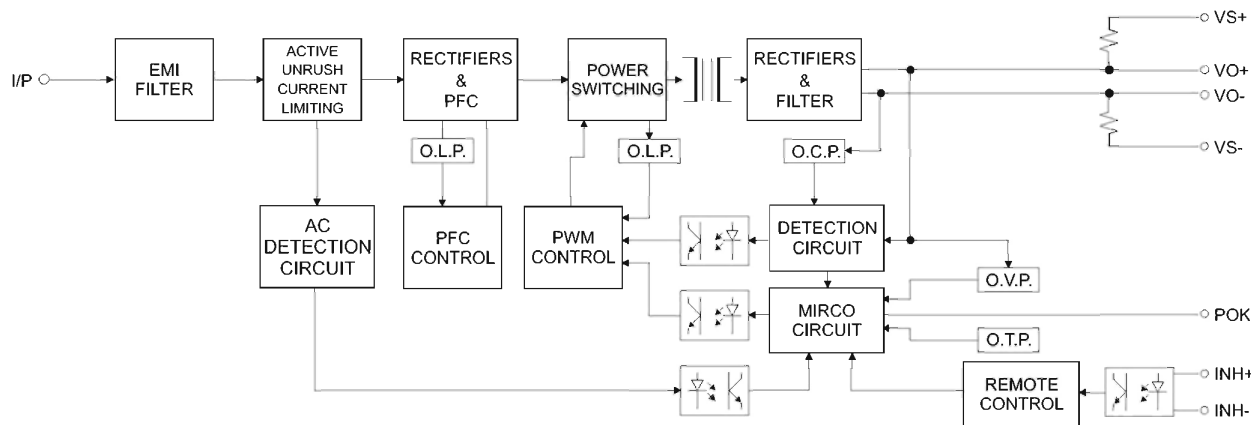 VS+
I/P
EMI
FILTER
ACTIVE
UNRUSH
CURRENT
LIMITING
RECTIFIERS
&
PFC
POWER
SWITCHING
RECTIFIERS
&
FILTER
VO+
VO-
VS-
O.L.P.
O.L.P.
O.C.P.
AC
DETECTION
CIRCUIT
PFC
CONTROL
PWM
CONTROL
DETECTION
CIRCUIT
O.V.P.
MIRCO
CIRCUIT
POK
O.T.P.
REMOTE
CONTROL
INH+
INH-